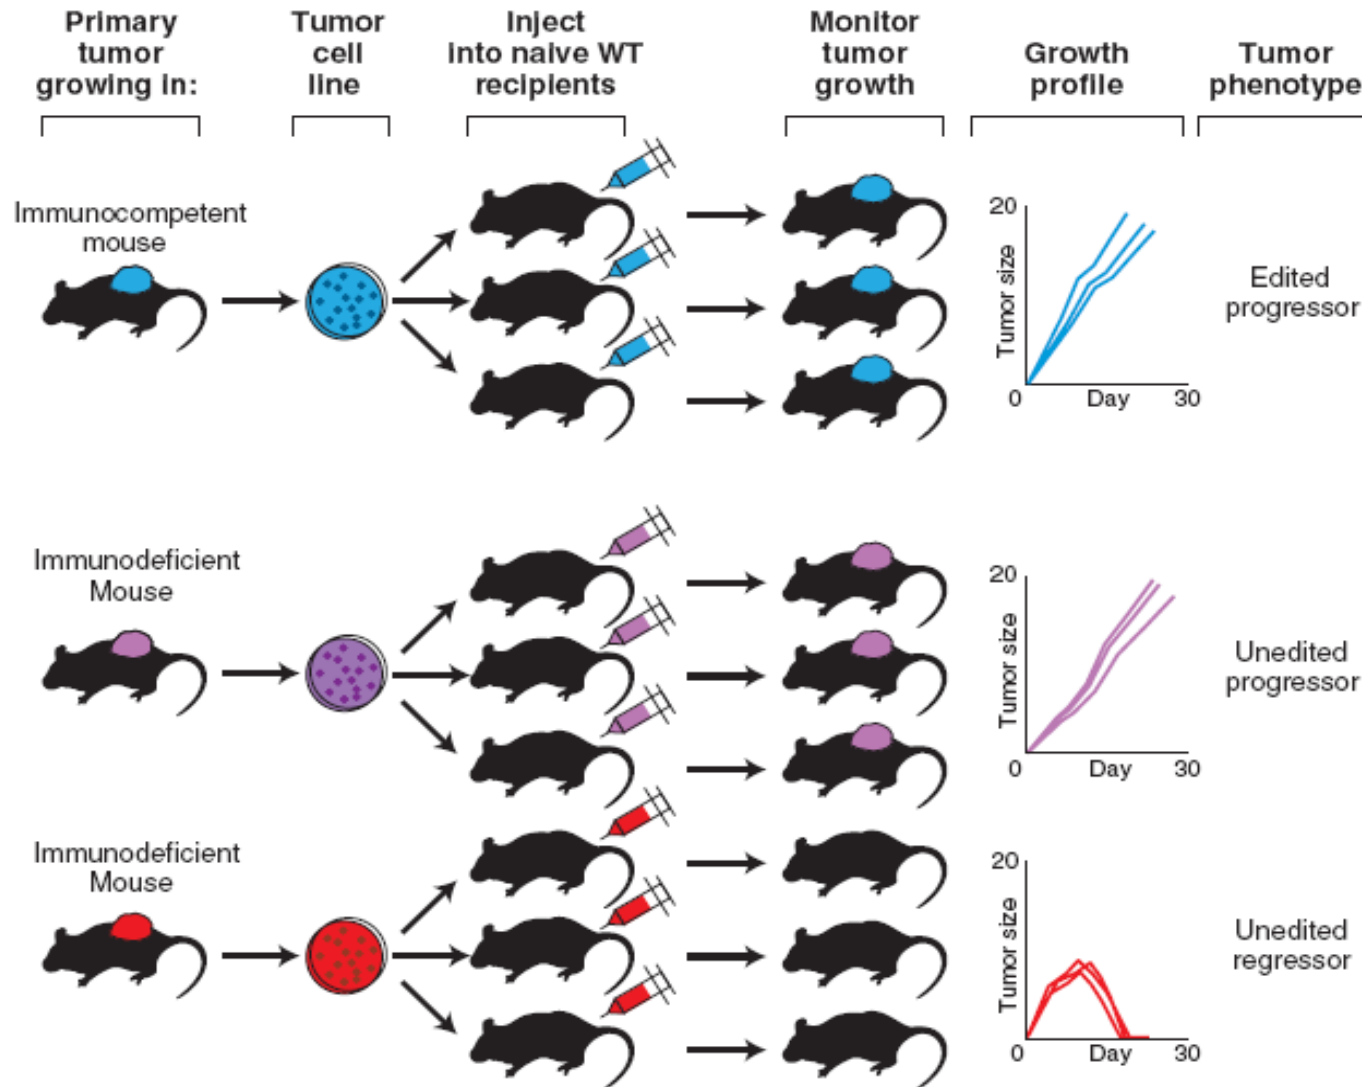 Primary
tumor
growing in:
Tumor
cell
line
Inject
into naive WT
recipients
Monitor
tumor
growth
Growth
profile
Tumor
phenotype
Immunocompetent
mouse
20
Tumor size
0
Day
30
Edited
progressor
Immunodeficient
Mouse
20
Tumor size
0
Day
30
Unedited
progressor
Immunodeficient
Mouse
20
Tumor size
0
Day
30
Unedited
regressor